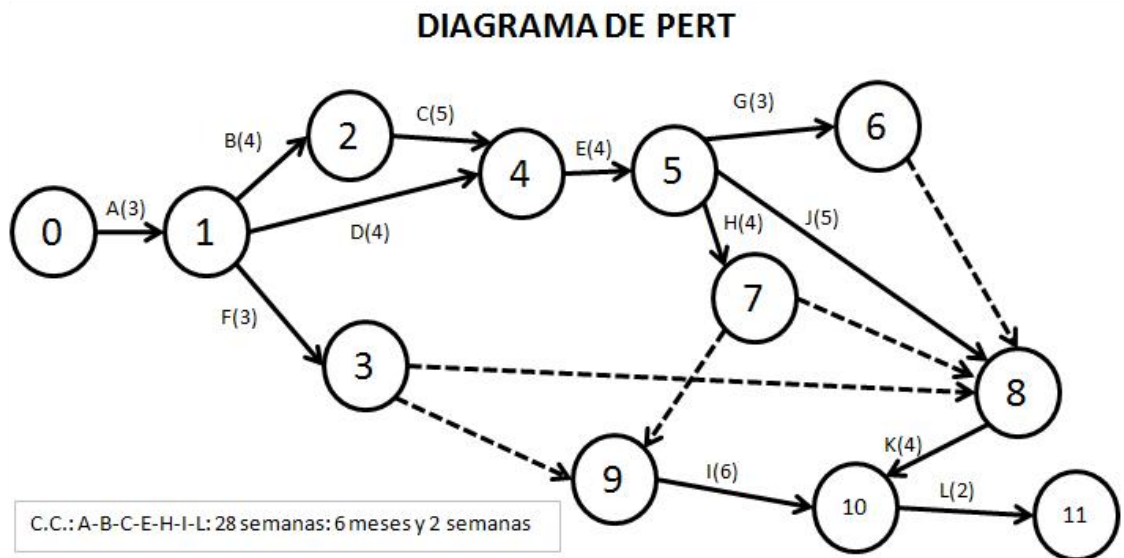 DIAGRAMA DE PERT
G(3)
6
2
C(5)
B(4)
E(4)
4
5
A(3)
J(5)
H(4)
0
1
D(4)
7
F(3)
3
8
K(4)
9
I(6)
L(2)
10
11
C.C.: A-B-C-E-H-I-L: 28 semanas: 6 meses y 2 semanas